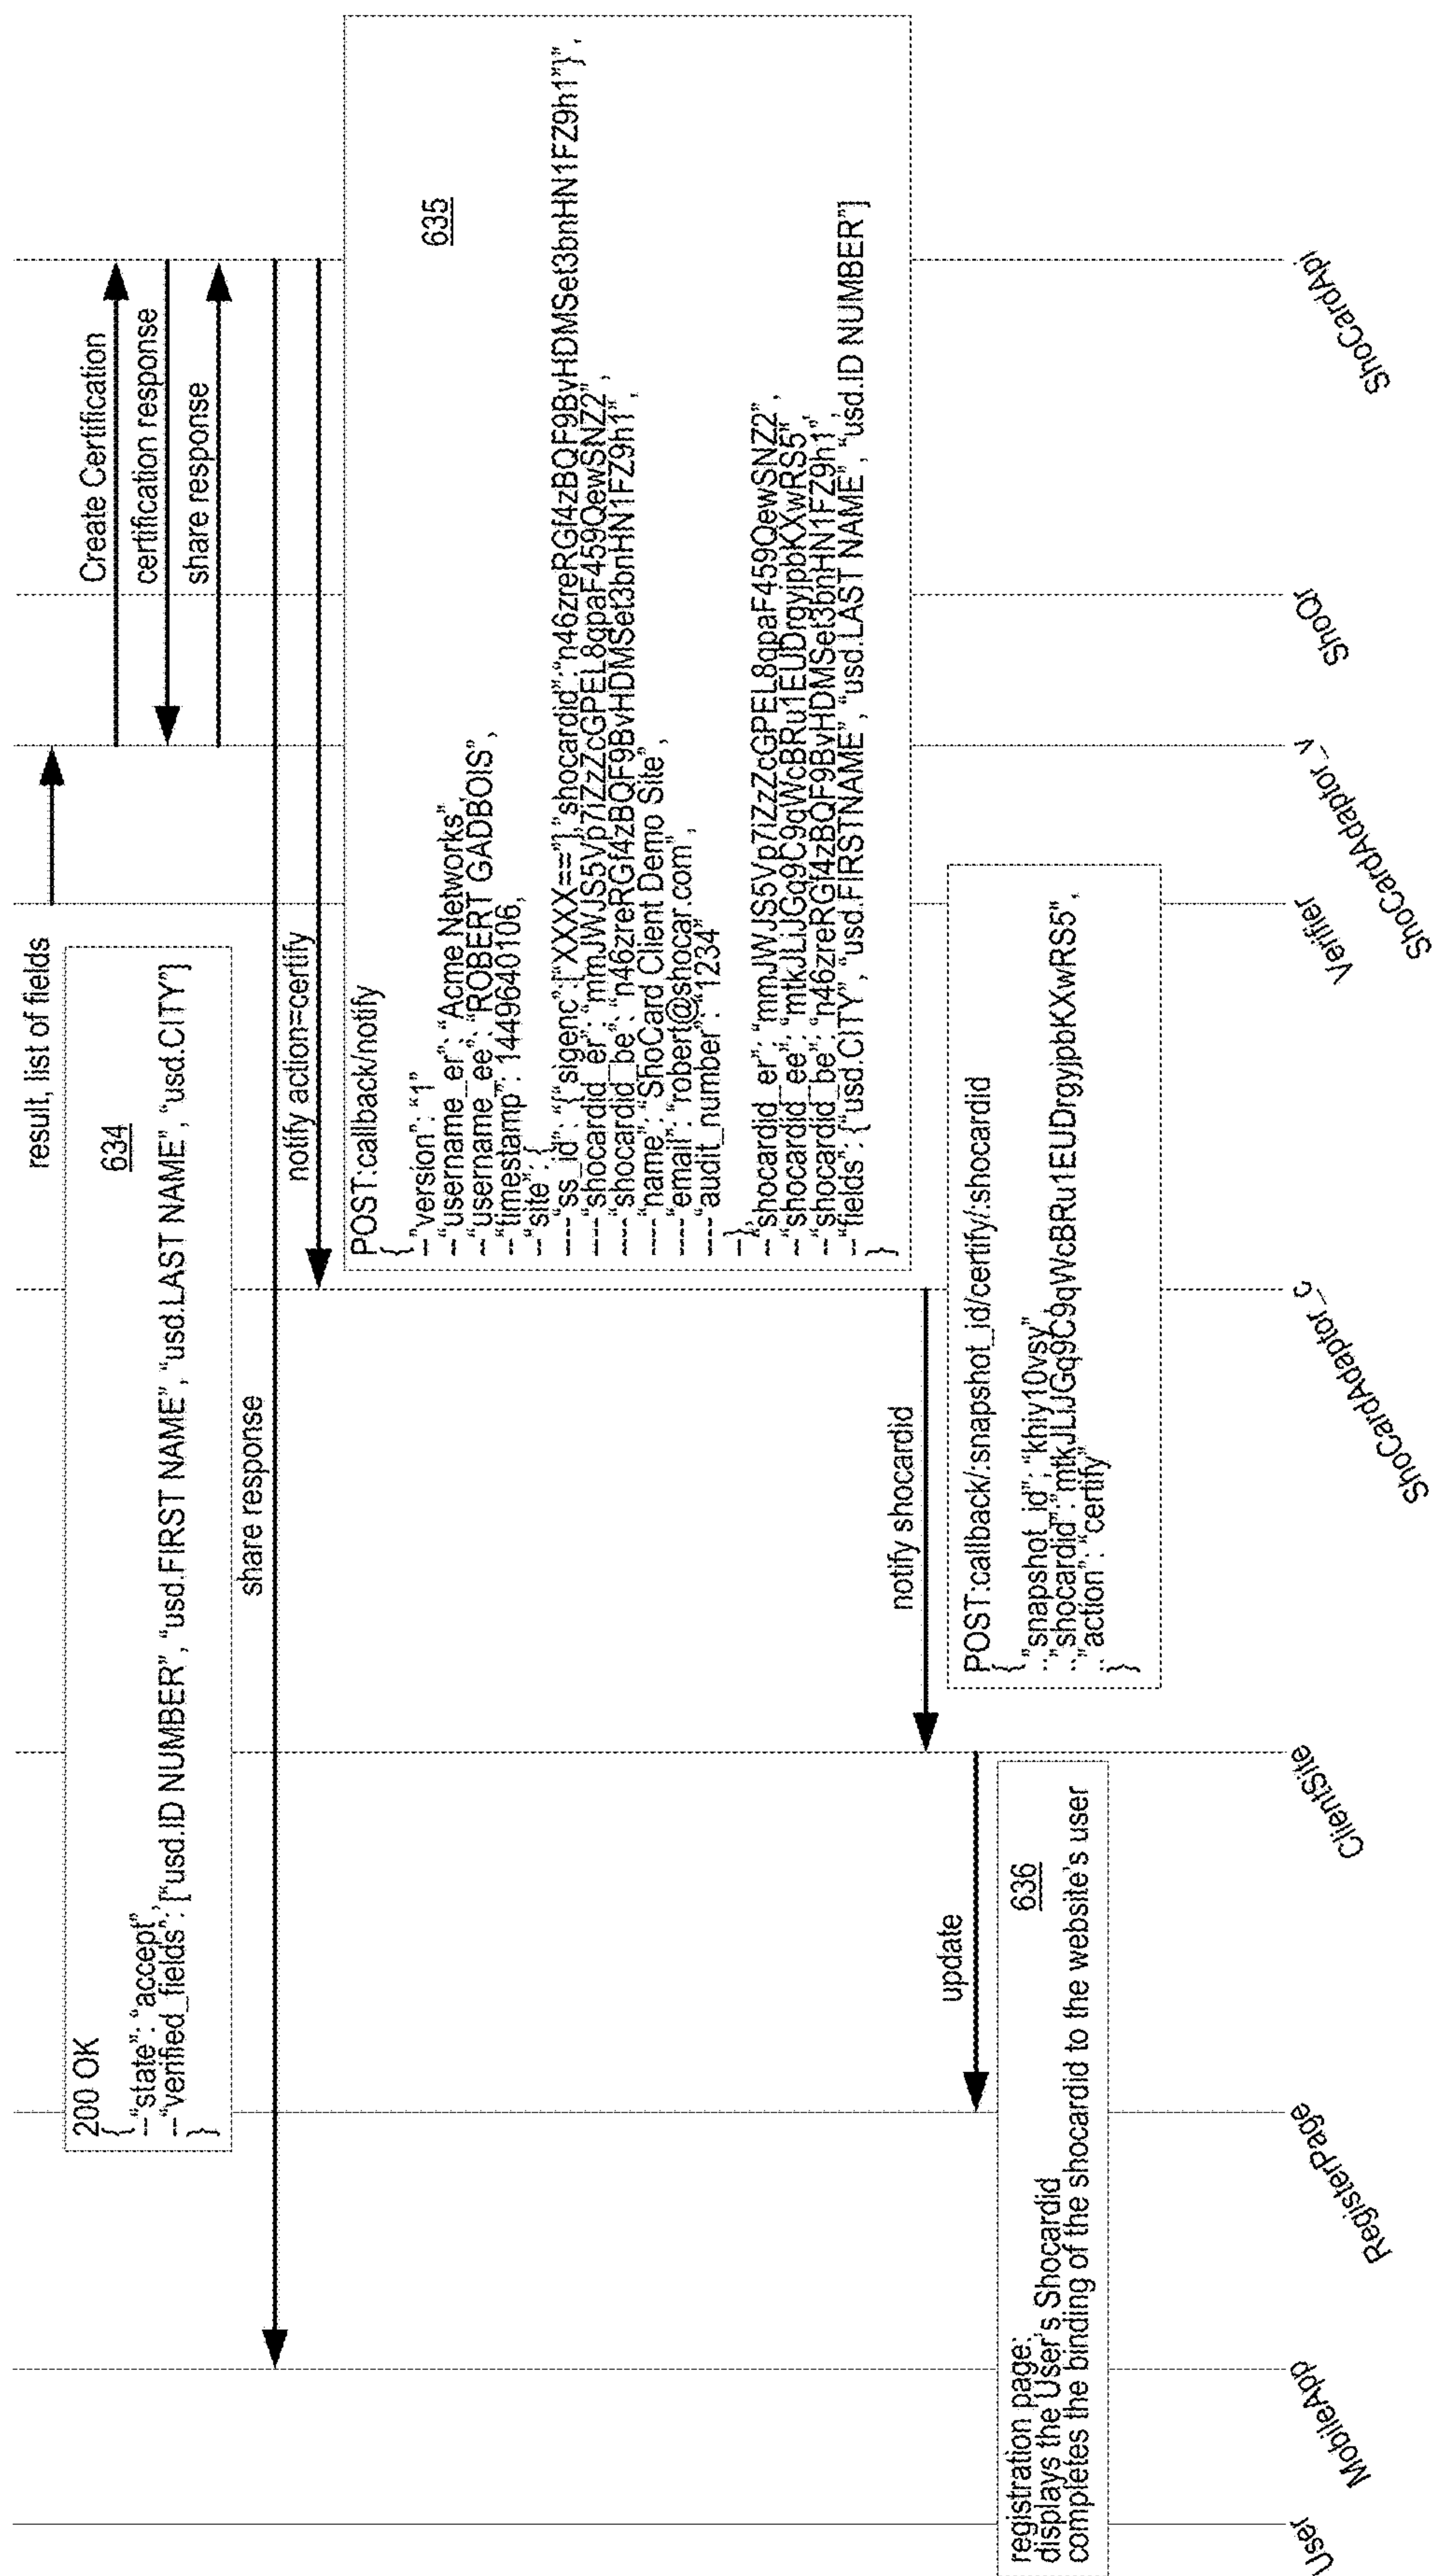 result, list of fields
200 OK
{
--"state": "accept",
--"verified_fields": ["usd.ID NUMBER", "usd.FIRST NAME", "usd.LAST NAME", "usd.CITY"]
}
634
Create Certification
certification response
share response
share response
notify action=certify
POST:callback/notify
{
--"version": "1"
--"username_er": "Acme Networks"
--"username_ee": "ROBERT GADBOIS",
--"timestamp": 1449640106,
--"site": {
----"ss_id": "{"sigenc":["XXXX=="],"shocardid":"n46zreRGf4zBQF9BvHDMSet3bnHN1FZ9h1"}",
----"shocardid_er": "mmJWJS5Vp7iZzZcGPEL8qpaF459QewSNZ2"
----"shocardid_be": "n46zreRGf4zBQF9BvHDMSet3bnHN1FZ9h1",
----"name": "ShoCard Client Demo Site",
----"email": "robert@shocar.com",
----"audit_number": "1234"
--},
--"shocardid_er": "mmJWJS5Vp7iZzZcGPEL8qpaF459QewSNZ2",
--"shocardid_ee": "mtkJLiJGq9C9qWcBRu1EUDrgyjpbKXwRS5"
--"shocardid_be": "n46zreRGf4zBQF9BvHDMSet3bnHN1FZ9h1",
--"fields": {"usd.CITY", "usd.FIRSTNAME", "usd.LAST NAME", "usd.ID NUMBER"]
}
635
notify shocardid
POST:callback/:snapshot_id/certify/:shocardid
{
--"snapshot_id": "khiy10vsy"
--"shocardid": "mtkJLiJGq9C9qWcBRu1EUDrgyjpbKXwRS5",
--"action": "certify"
}
update
636
registration page:
displays the User's Shocardid
completes the binding of the shocardid to the website's user
User
MobileApp
RegisterPage
ClientSite
ShoCardAdaptor_c
Verifier
ShoCardAdaptor_v
ShoQr
ShoCardApi